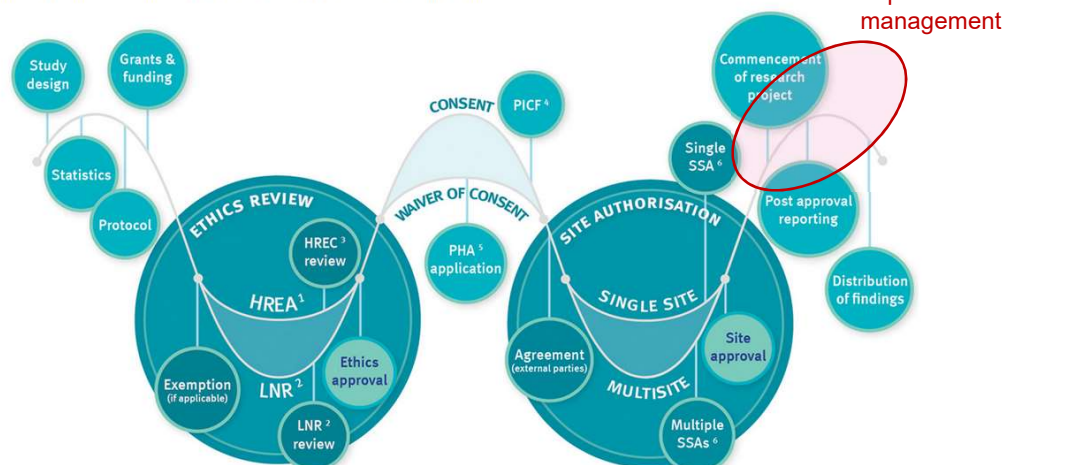 management
Study
design
Grants &
funding
Statistics
Protocol
ETHICS REVIEW
HREC ³
review
HREA¹
LNR ²
Exemption
(if applicable)
LNR ²
review
Ethics
approval
CONSENT
PICF ⁴
WAIVER OF CONSENT
PHA ⁵
application
SITE AUTHORISATION
Single
SSA ⁶
SINGLE SITE
MULTISITE
Agreement
(external parties)
Site
approval
Multiple
SSAs ⁶
Commencement
of research
project
Post approval
reporting
Distribution
of findings